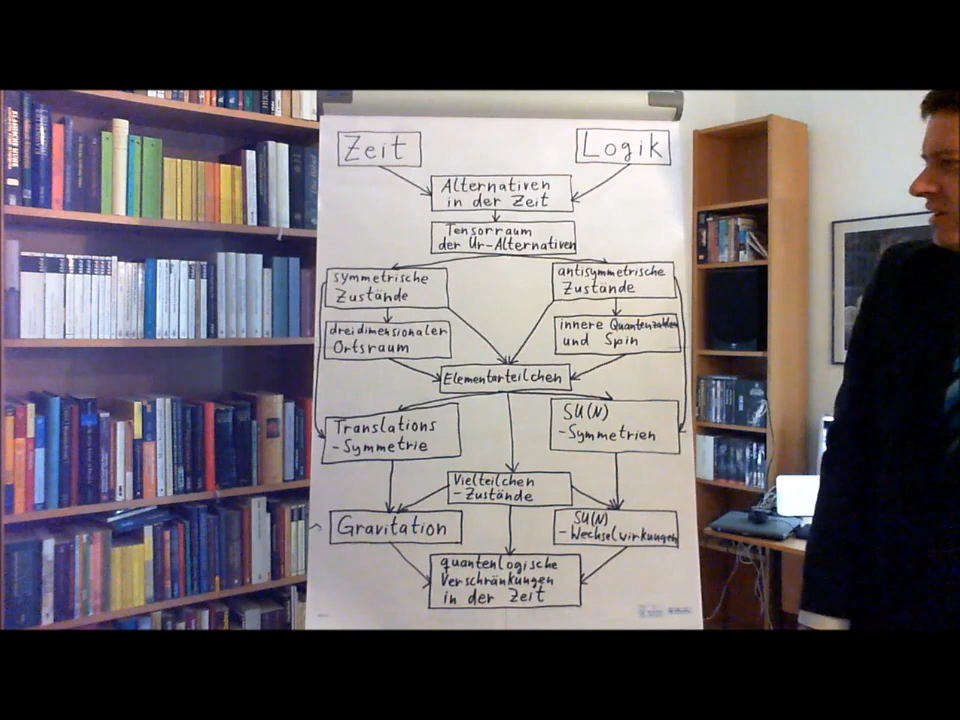 Zeit
Logik
Alternativen
in der Zeit
Tensorraum
der Ur-Alternativen
symmetrische
Zustände
antisymmetrische
Zustände
dreidimensionaler
Ortsraum
innere Quantenzahlen
und Spin
Elementarteilchen
Translations
-Symmetrie
SU(N)
-Symmetrien
Vielteilchen
-Zustände
Gravitation
SU(N)
-Wechselwirkungen
quantenlogische
Verschränkungen
in der Zeit